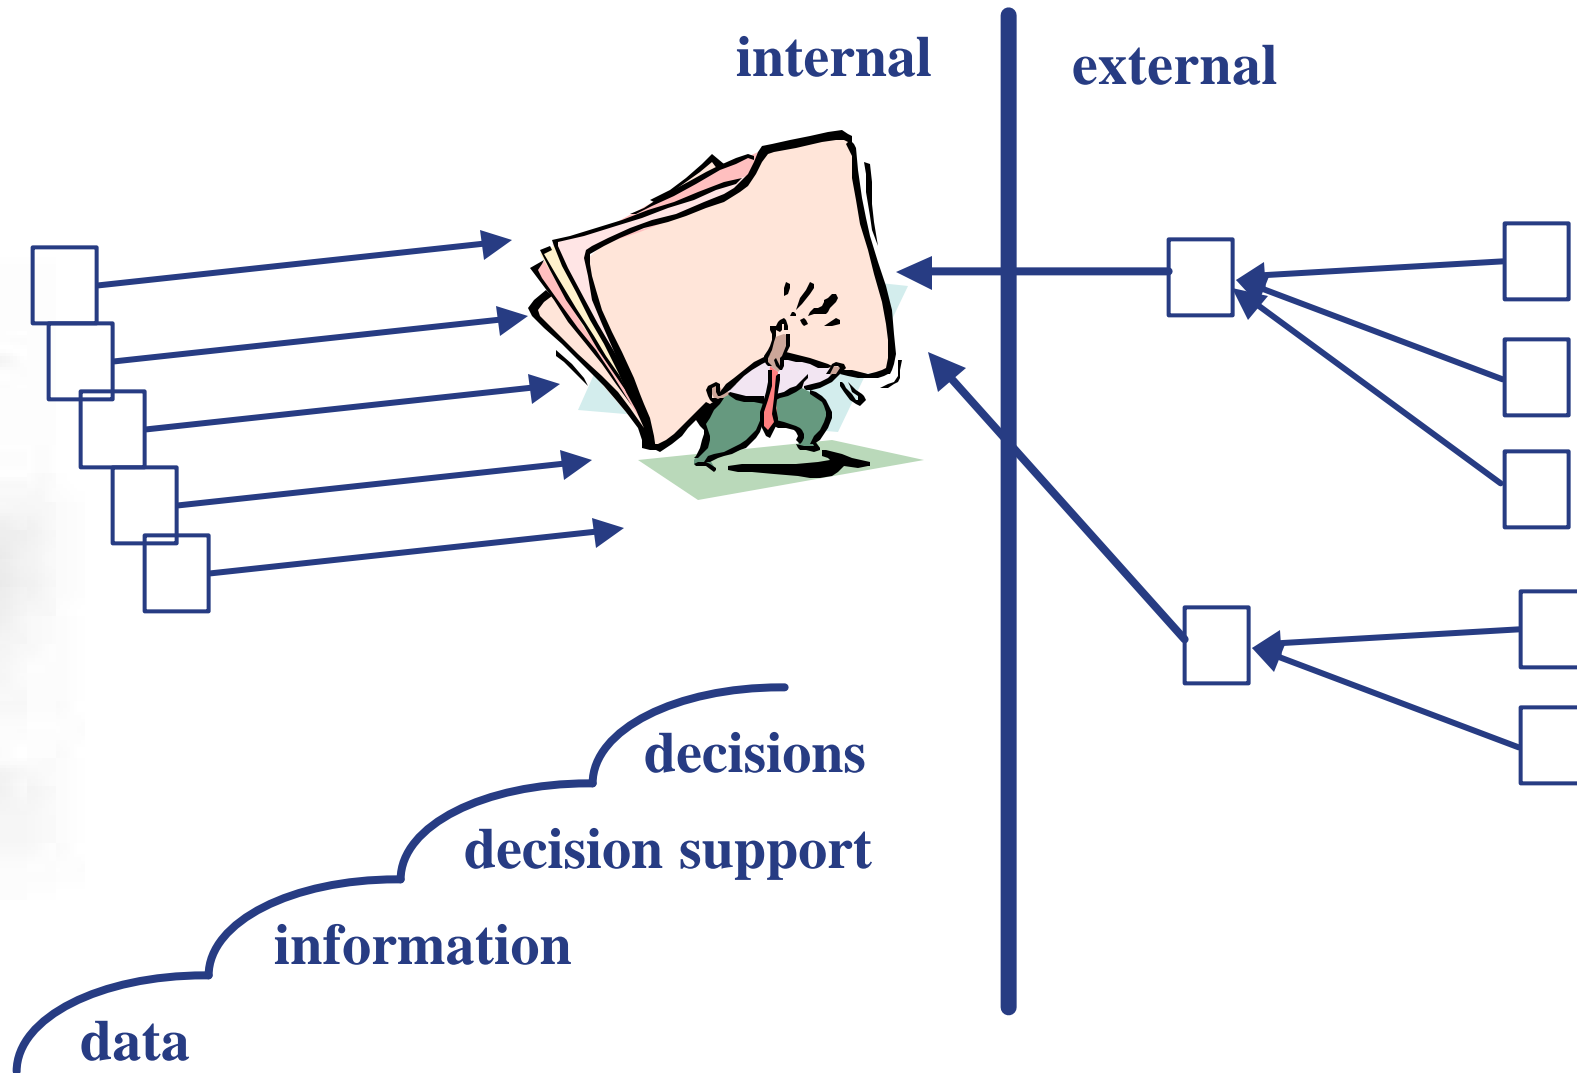 internal
external
decisions
decision support
information
data